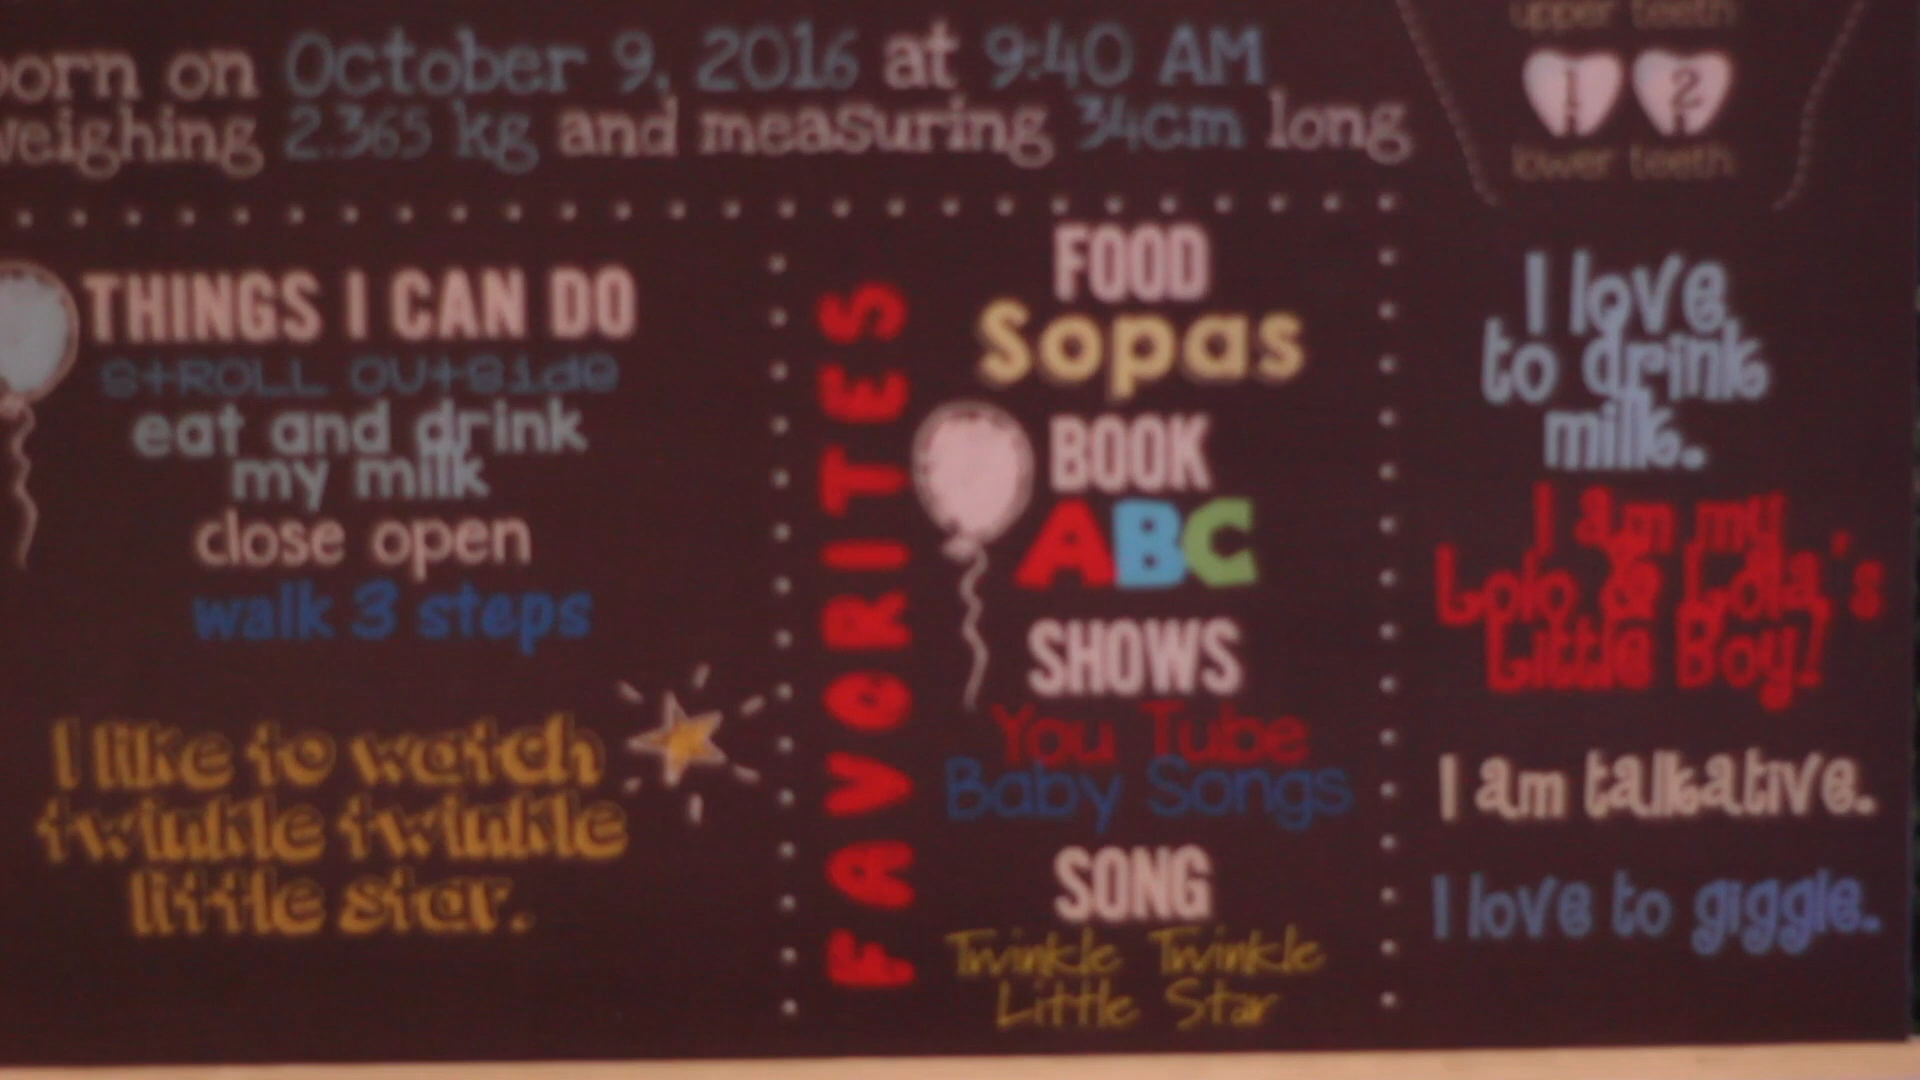 born on October 9, 2016 at 9:40 AM
weighing 2.365 kg and measuring 34cm long
upper teeth
1 2
lower teeth
THINGS I CAN DO
stROLL OUtside
eat and drink
my milk
close open
walk 3 steps
I like to watch
twinkle twinkle
little star.
FAVORITES
FOOD
Sopas
BOOK
ABC
SHOWS
You Tube
Baby Songs
SONG
Twinkle Twinkle
Little Star
I love
to drink
milk.
I am my
Lolo & Lola's
Little Boy!
I am talkative.
I love to giggle.